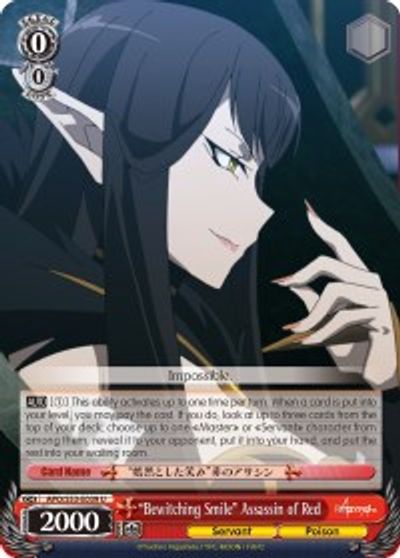 0
0
Impossible.
AUTO [(1)] This ability activates up to one time per turn. When a card is put into
your level, you may pay the cost. If you do, look at up to three cards from
the top of your deck, choose up to one «Master» or «Servant» character
from among them, reveal it to your opponent, put it into your hand, and put the
rest into your waiting room.
Card Name
"嫣然とした笑み"赤のアサシン
2000
"Bewitching Smile" Assassin of Red
Servant
Poison